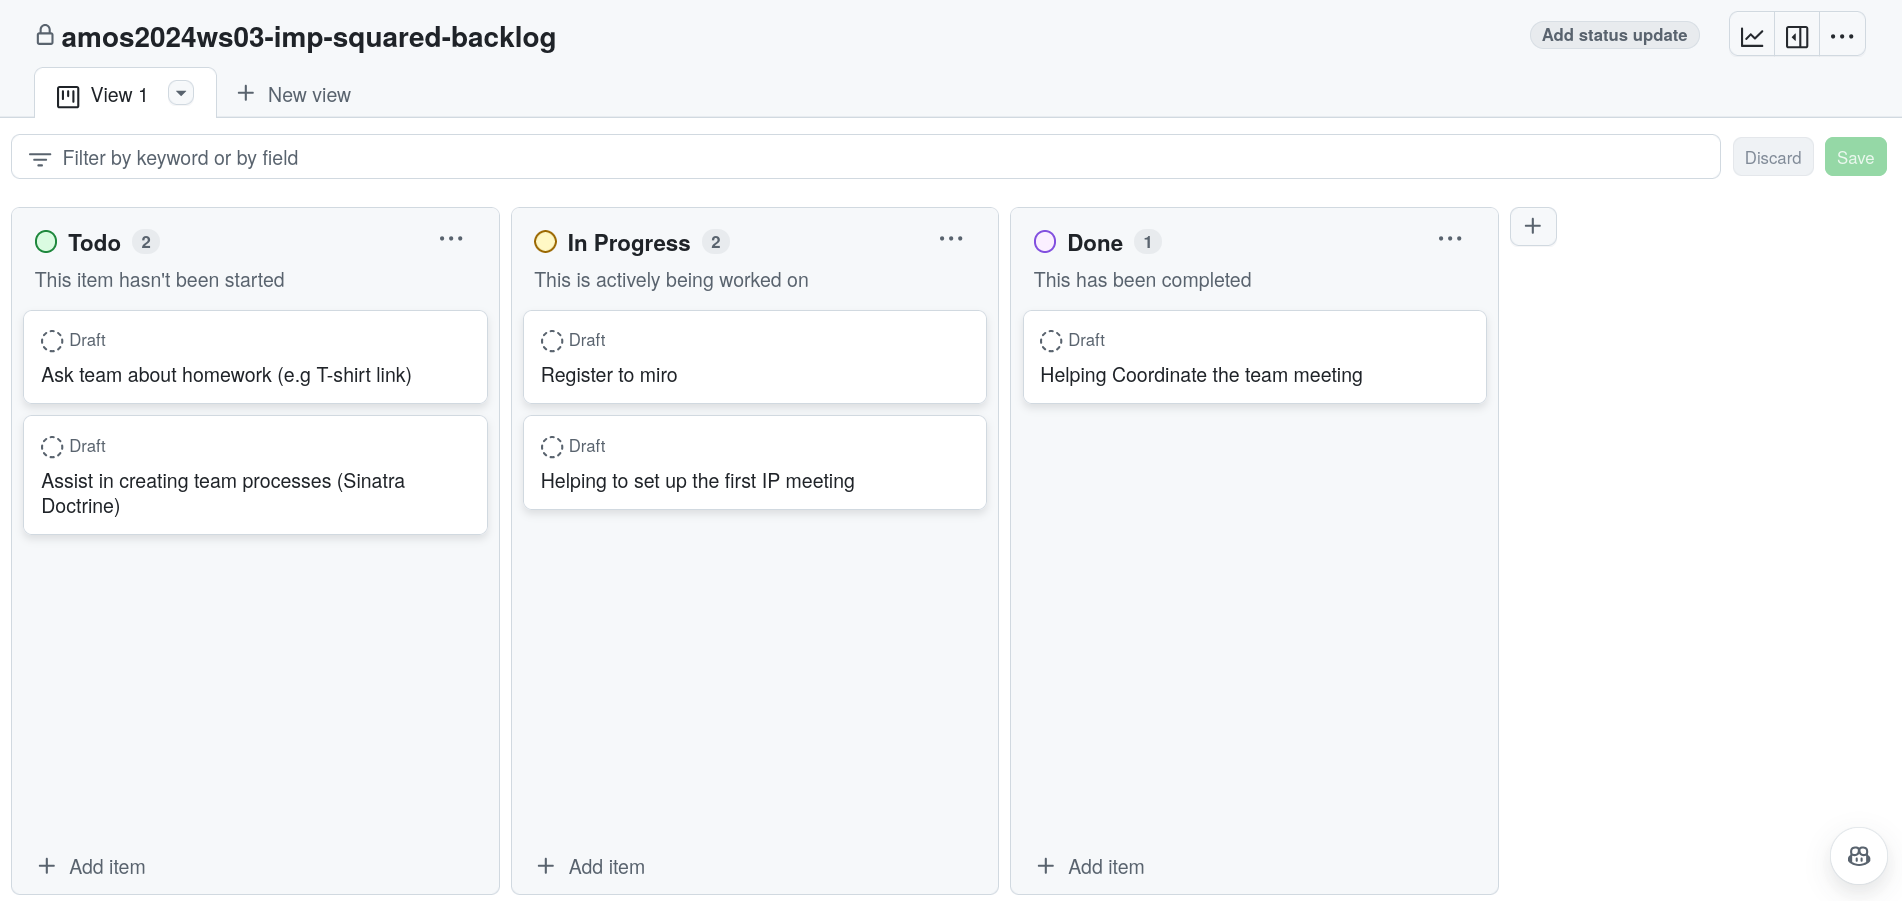 amos2024ws03-imp-squared-backlog
Add status update
View 1
New view
Filter by keyword or by field
Discard
Save
Todo 2
This item hasn't been started
Draft
Ask team about homework (e.g T-shirt link)
Draft
Assist in creating team processes (Sinatra
Doctrine)
Add item
In Progress 2
This is actively being worked on
Draft
Register to miro
Draft
Helping to set up the first IP meeting
Add item
Done 1
This has been completed
Draft
Helping Coordinate the team meeting
Add item